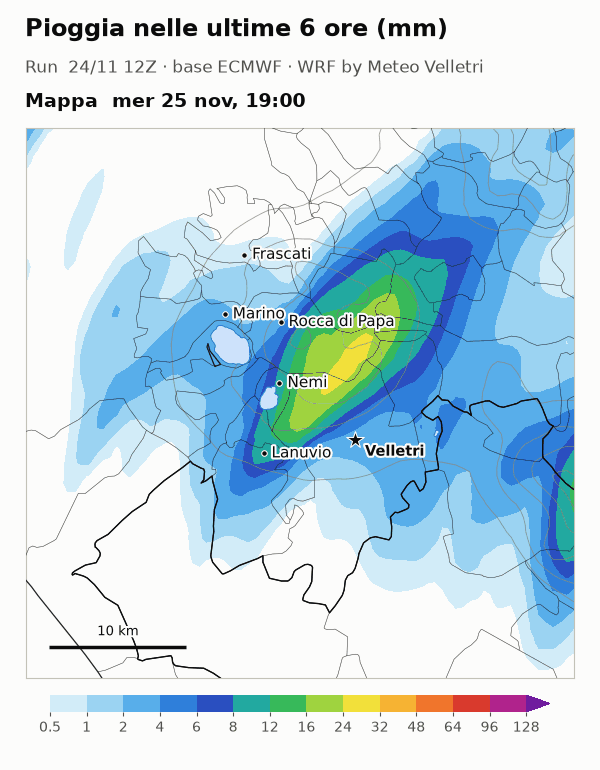 Pioggia nelle ultime 6 ore (mm)
Run  24/11 12Z · base ECMWF · WRF by Meteo Velletri
Mappa  mer 25 nov, 19:00
Frascati
Marino
Rocca di Papa
Nemi
Velletri
Lanuvio
10 km
0.5 1 2 4 6 8 12 16 24 32 48 64 96 128